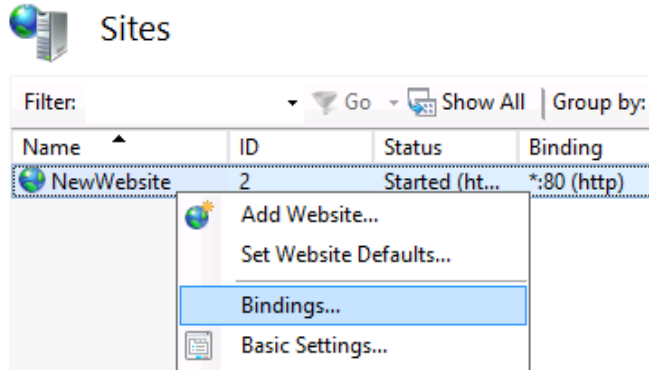 Sites
Filter: Go Show All Group by:
Name ID Status Binding
NewWebsite 2 Started (ht... *:80 (http)
Add Website...
Set Website Defaults...
Bindings...
Basic Settings...